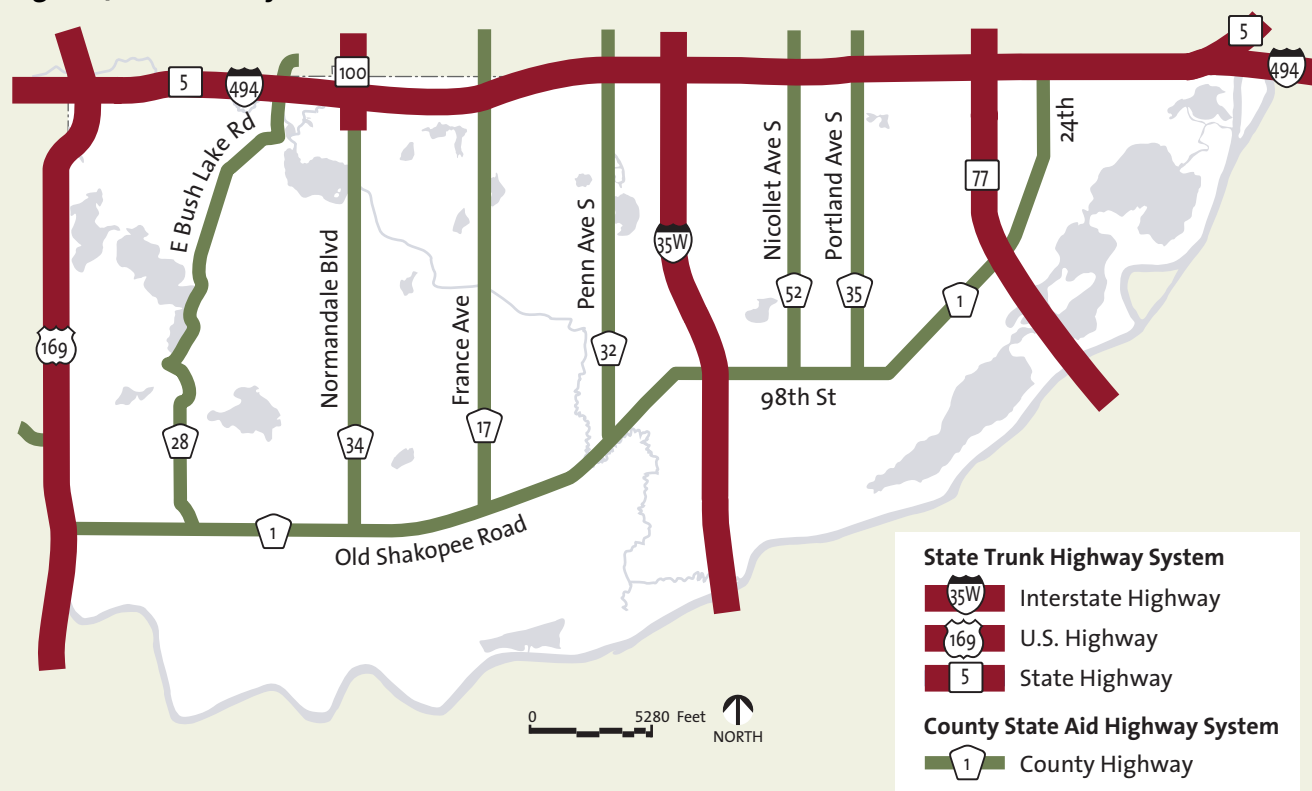 5
494
100
5
494
E Bush Lake Rd
Normandale Blvd
France Ave
Penn Ave S
35W
Nicollet Ave S
Portland Ave S
77
24th
169
28
34
17
32
52
35
1
98th St
1
Old Shakopee Road
0 5280 Feet
NORTH
State Trunk Highway System
35W Interstate Highway
169 U.S. Highway
5 State Highway
County State Aid Highway System
1 County Highway